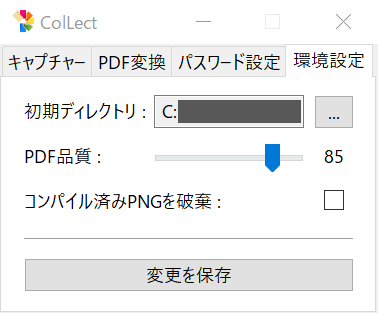 ColLect
キャプチャー PDF変換 パスワード設定 環境設定
初期ディレクトリ : C: ...
PDF品質 : 85
コンパイル済みPNGを破棄 :
変更を保存